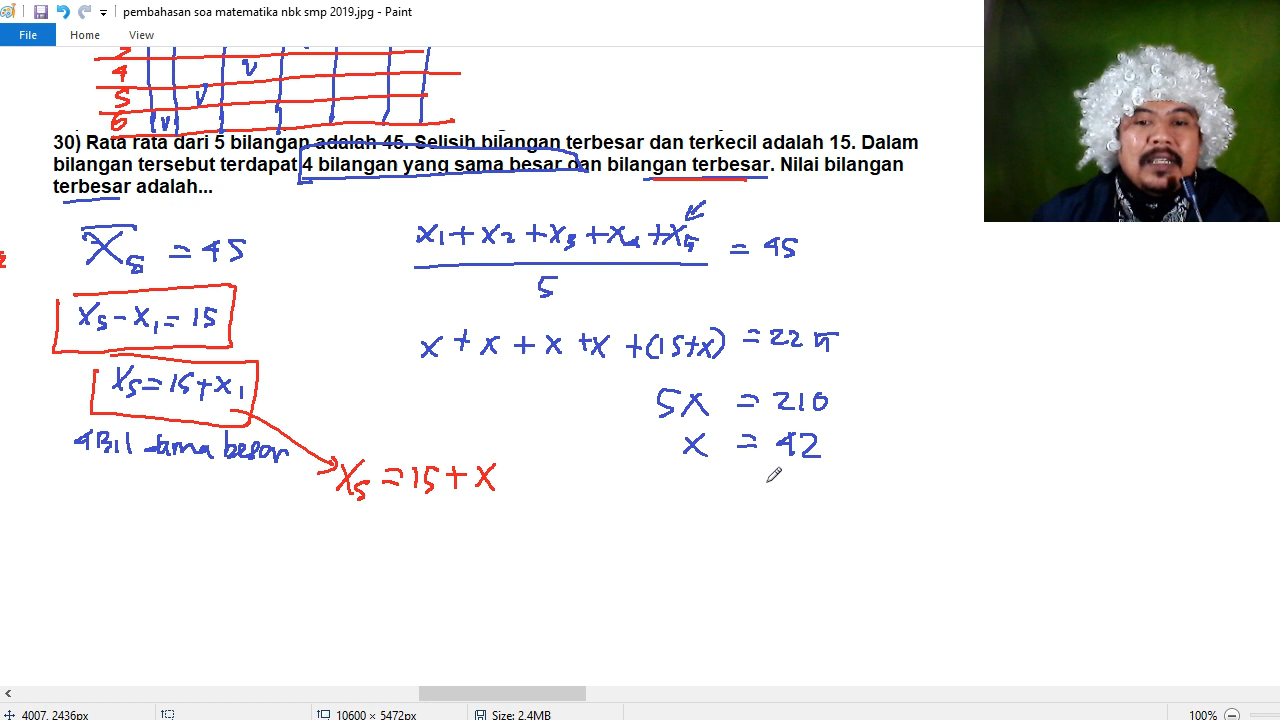 pembahasan soa matematika nbk smp 2019.jpg - Paint
File Home View
4
5
6
v
v
v
30) Rata rata dari 5 bilangan adalah 45. Selisih bilangan terbesar dan terkecil adalah 15. Dalam
bilangan tersebut terdapat 4 bilangan yang sama besar dan bilangan terbesar. Nilai bilangan
terbesar adalah...
X̅5 = 45
x5 - x1 = 15
x5 = 15 + x1
4 Bil sama besar
x5 = 15 + x
x1 + x2 + x3 + x4 + x5 = 45
5
x + x + x + x + (15+x) = 225
5x = 210
x = 42
4007, 2436px
10600 × 5472px
Size: 2.4MB
100%